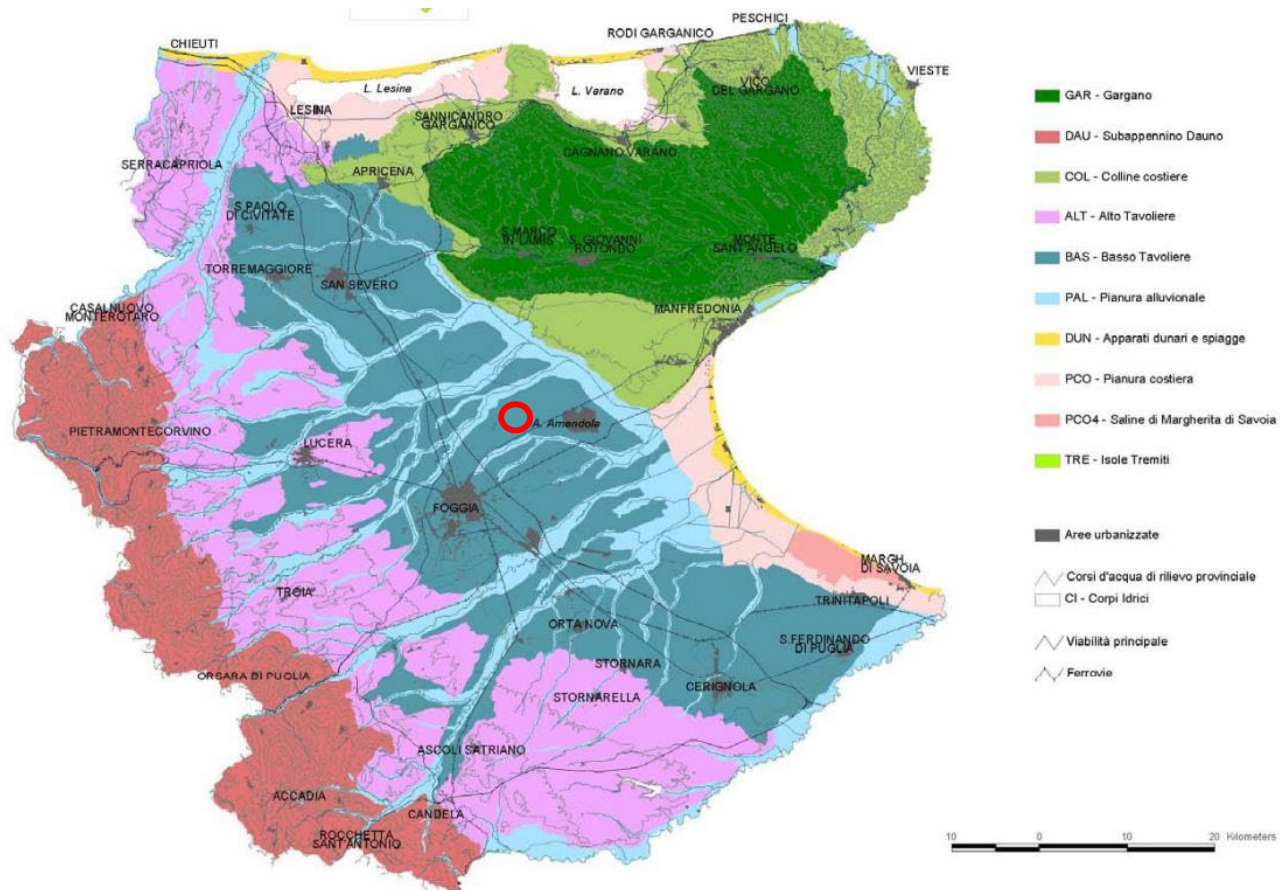 PESCHICI
RODI GARGANICO
CHIEUTI
VIESTE
VICO
DEL GARGANO
L. Lesina
L. Varano
LESINA
SANNICANDRO
GARGANICO
CAGNANO VARANO
SERRACAPRIOLA
APRICENA
S.PAOLO
DI CIVITATE
S.MARCO
IN LAMIS
S. GIOVANNI
ROTONDO
MONTE
SANT'ANGELO
TORREMAGGIORE
SAN SEVERO
CASALNUOVO
MONTEROTARO
MANFREDONIA
A. Amendola
PIETRAMONTECORVINO
LUCERA
FOGGIA
MARGH.
DI SAVOIA
TRINITAPOLI
TROIA
ORTA NOVA
S.FERDINANDO
DI PUGLIA
STORNARA
ORSARA DI PUGLIA
CERIGNOLA
STORNARELLA
ASCOLI SATRIANO
ACCADIA
CANDELA
ROCCHETTA
SANT'ANTONIO
GAR - Gargano
DAU - Subappennino Dauno
COL - Colline costiere
ALT - Alto Tavoliere
BAS - Basso Tavoliere
PAL - Pianura alluvionale
DUN - Apparati dunari e spiagge
PCO - Pianura costiera
PCO4 - Saline di Margherita di Savoia
TRE - Isole Tremiti
Aree urbanizzate
Corsi d'acqua di rilievo provinciale
CI - Corpi Idrici
Viabilità principale
Ferrovie
10 0 10 20 Kilometers